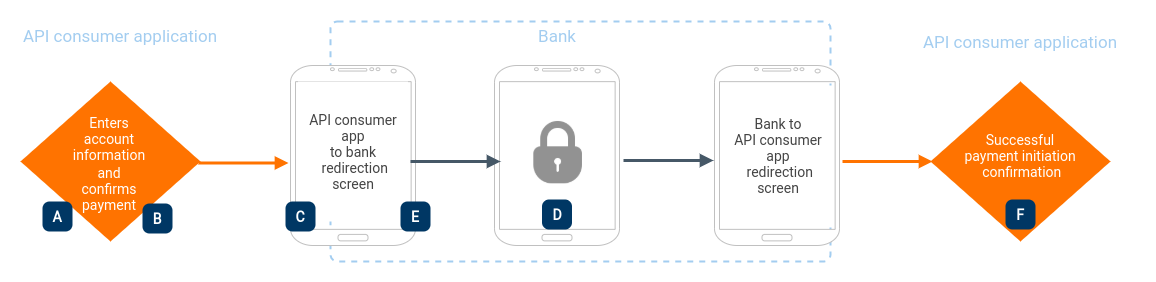 API consumer application
Bank
API consumer application
Enters
account
information
and
confirms
payment
A
B
API consumer
app
to bank
redirection
screen
C
E
D
Bank to
API consumer
app
redirection
screen
Successful
payment initiation
confirmation
F